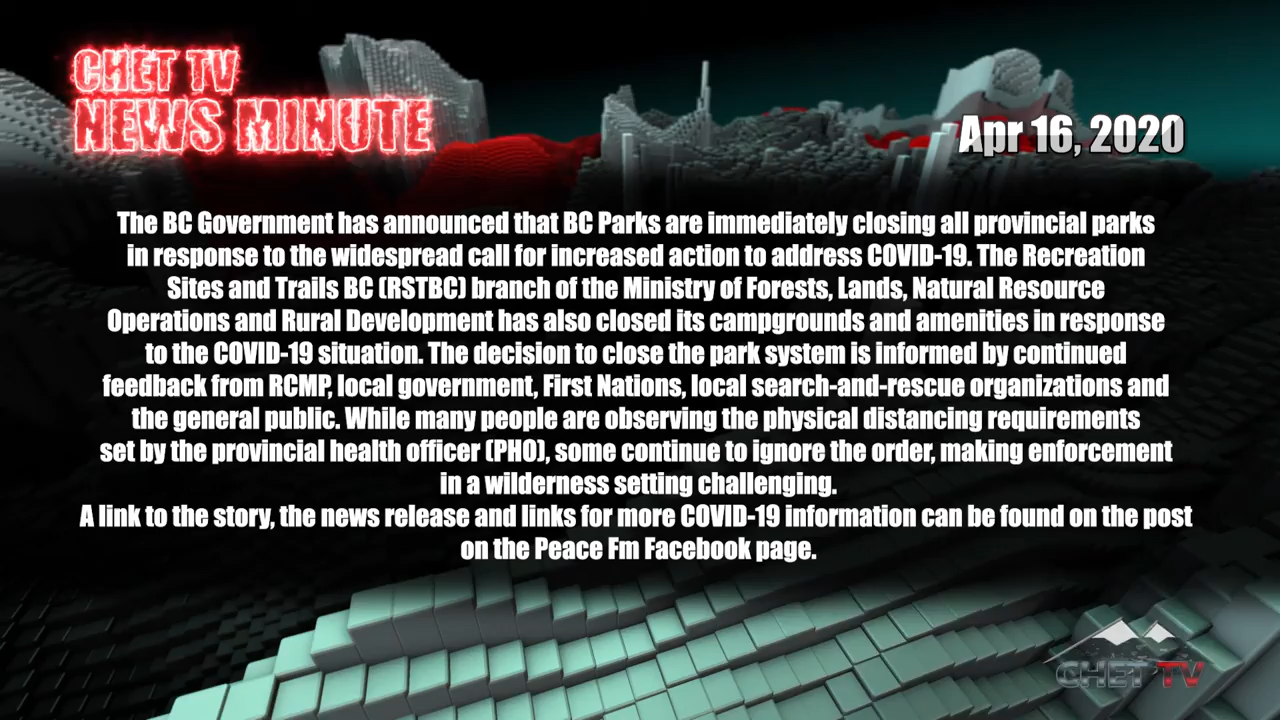 CHET TV
NEWS MINUTE
Apr 16, 2020
The BC Government has announced that BC Parks are immediately closing all provincial parks
in response to the widespread call for increased action to address COVID-19. The Recreation
Sites and Trails BC (RSTBC) branch of the Ministry of Forests, Lands, Natural Resource
Operations and Rural Development has also closed its campgrounds and amenities in response
to the COVID-19 situation. The decision to close the park system is informed by continued
feedback from RCMP, local government, First Nations, local search-and-rescue organizations and
the general public. While many people are observing the physical distancing requirements
set by the provincial health officer (PHO), some continue to ignore the order, making enforcement
in a wilderness setting challenging.
A link to the story, the news release and links for more COVID-19 information can be found on the post
on the Peace Fm Facebook page.
CHET TV